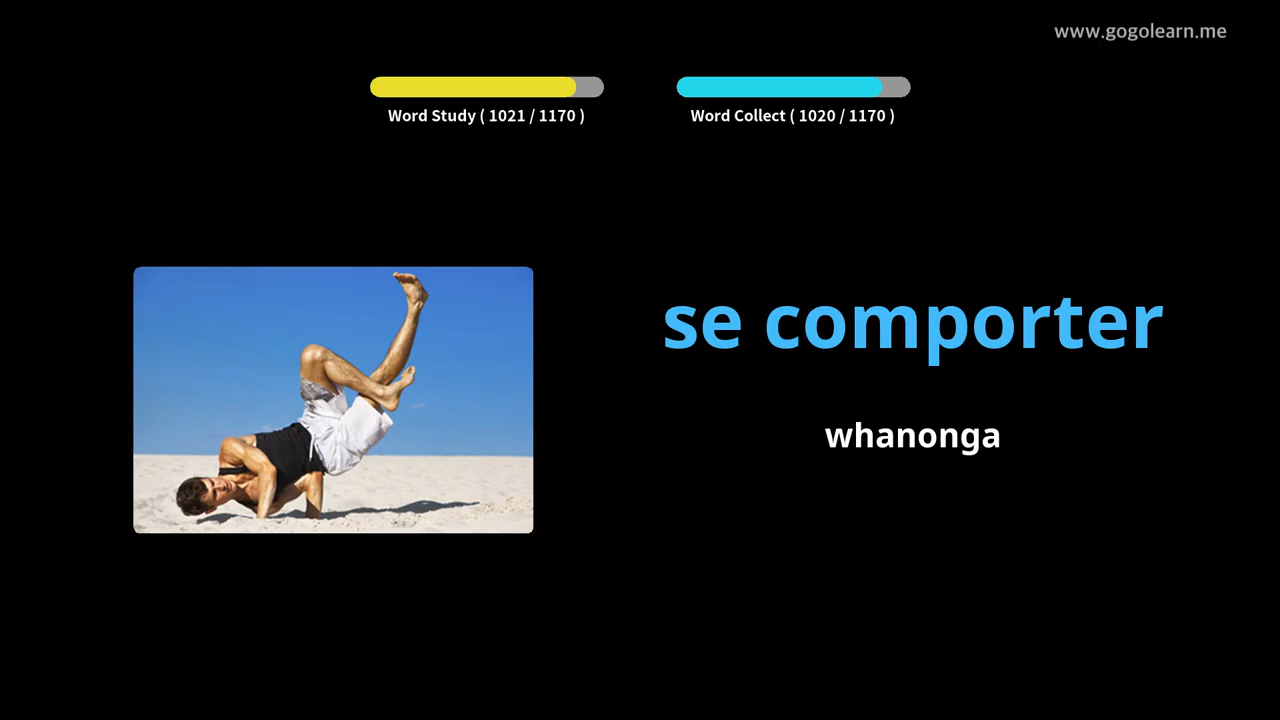 www.gogolearn.me
Word Study ( 1021 / 1170 )
Word Collect ( 1020 / 1170 )
se comporter
whanonga